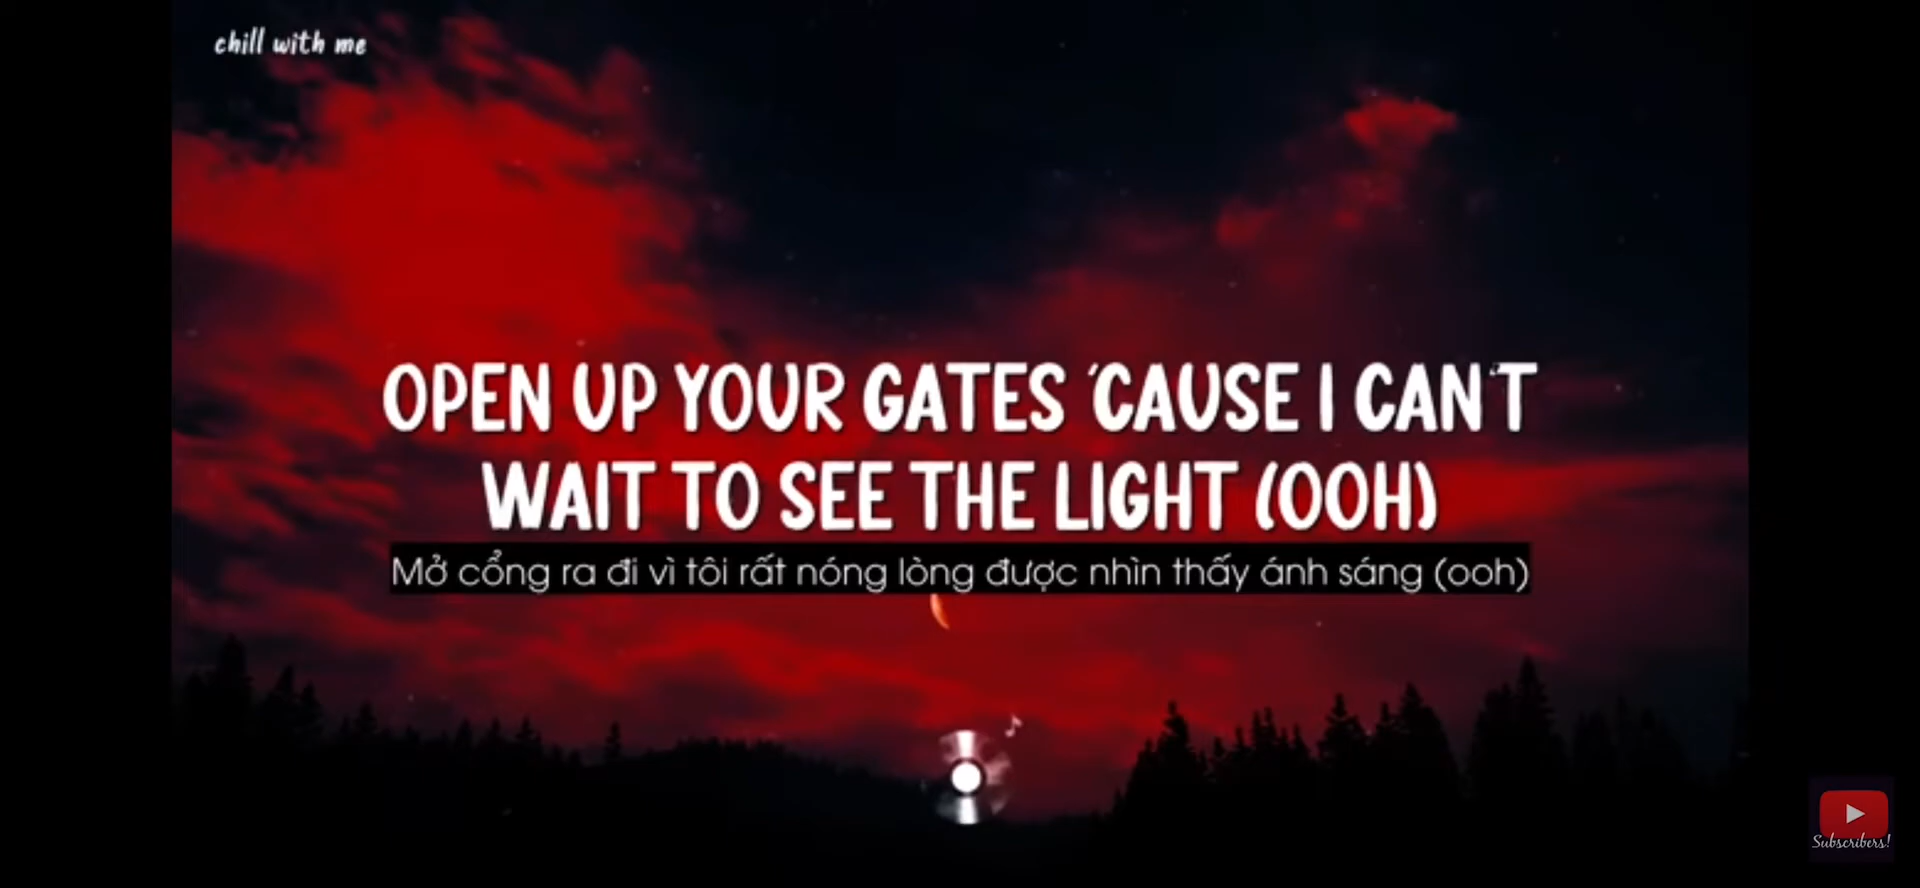 chill with me
OPEN UP YOUR GATES 'CAUSE I CAN'T
WAIT TO SEE THE LIGHT (OOH)
Mở cổng ra đi vì tôi rất nóng lòng được nhìn thấy ánh sáng (ooh)
Subscribers!